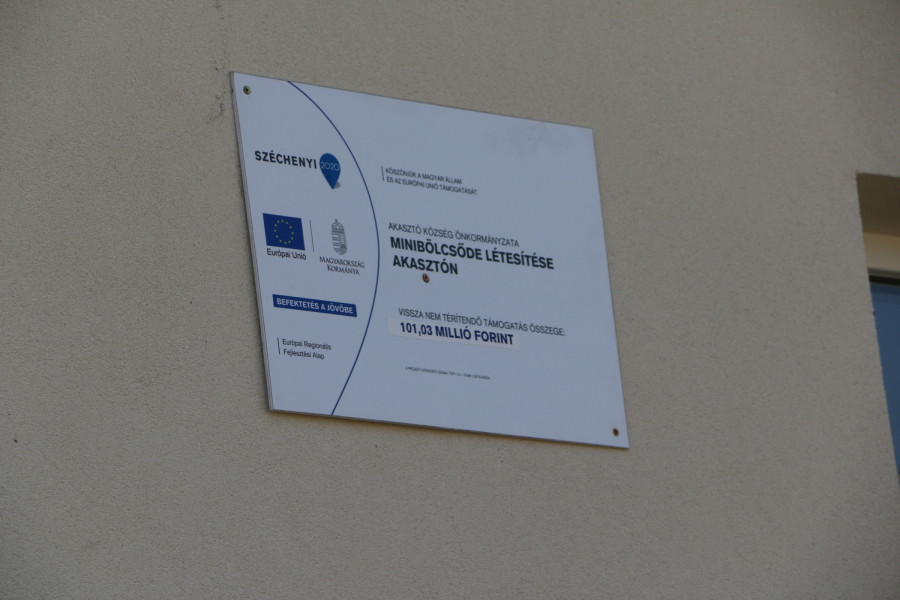 SZÉCHENYI 2020
Európai Unió
MAGYARORSZÁG
KORMÁNYA
BEFEKTETÉS A JÖVŐBE
Európai Regionális
Fejlesztési Alap
KÖSZÖNJÜK A MAGYAR ÁLLAM
ÉS AZ EURÓPAI UNIÓ TÁMOGATÁSÁT.
AKASZTÓ KÖZSÉG ÖNKORMÁNYZATA
MINIBÖLCSŐDE LÉTESÍTÉSE
AKASZTÓN
VISSZA NEM TÉRÍTENDŐ TÁMOGATÁS ÖSSZEGE:
101,03 MILLIÓ FORINT